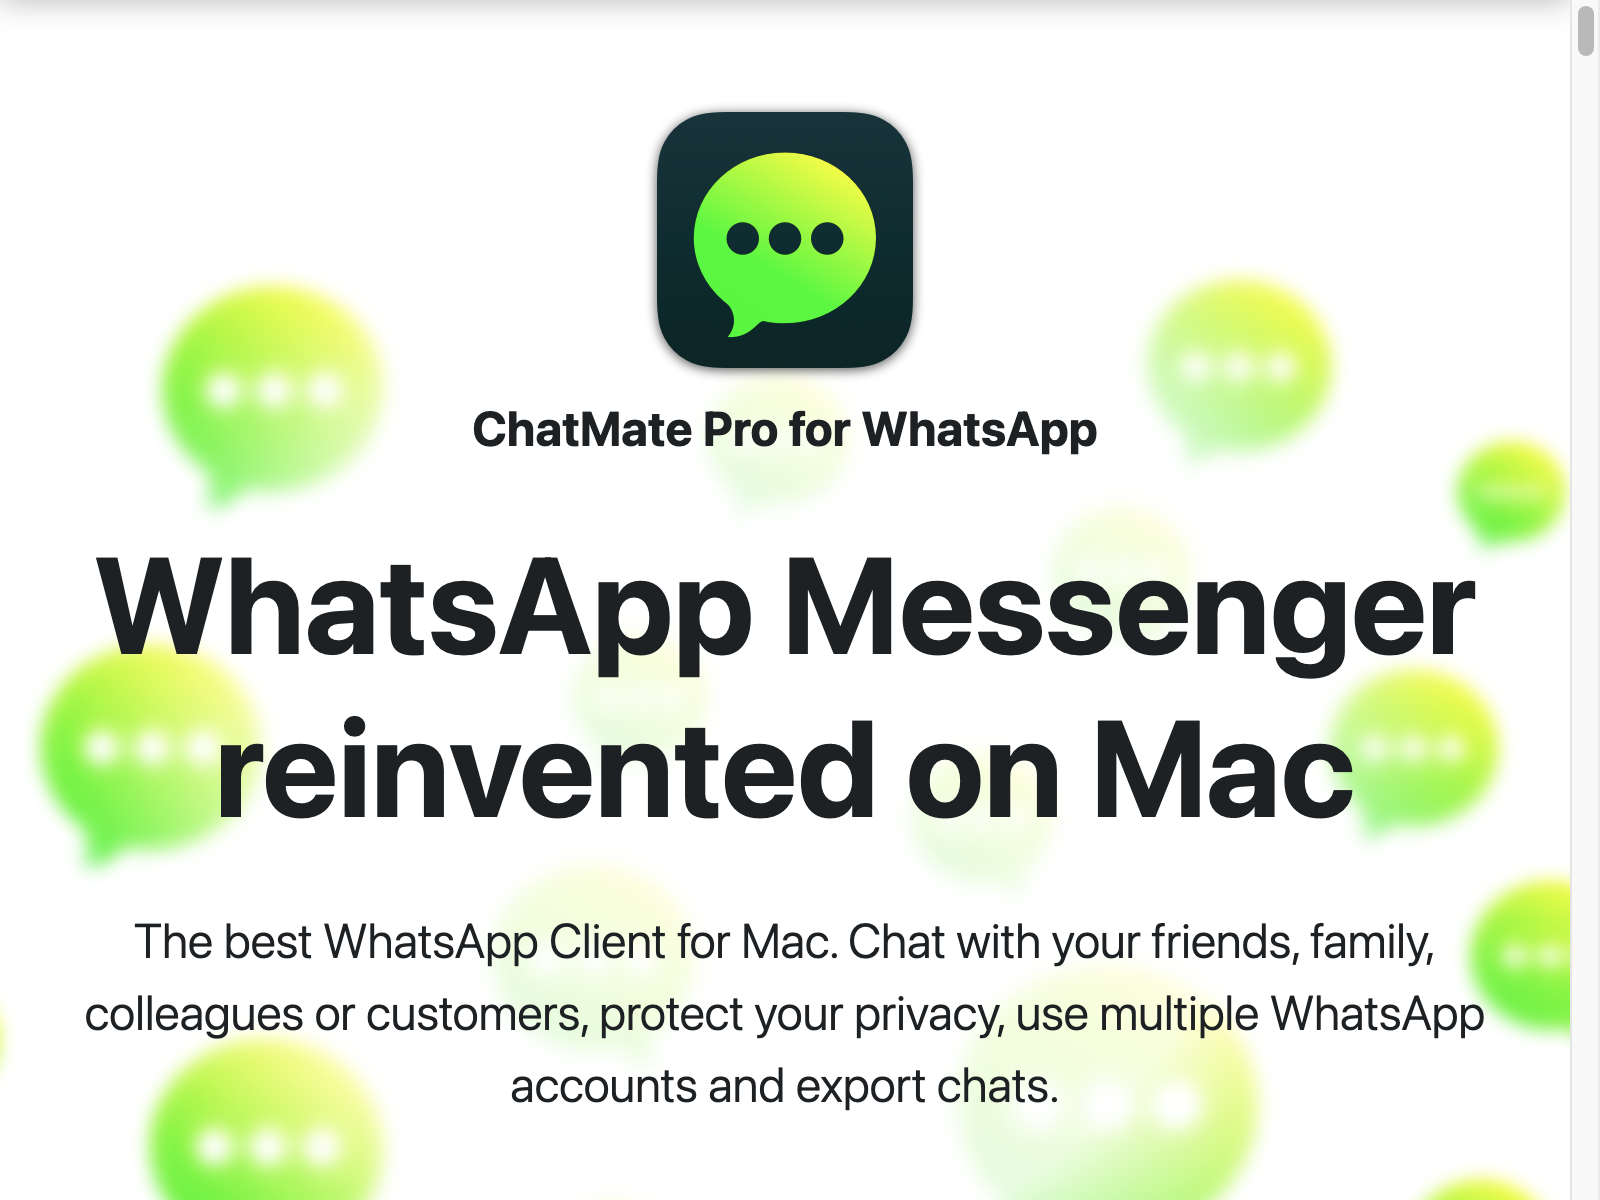 ChatMate Pro for WhatsApp
WhatsApp Messenger
reinvented on Mac
The best WhatsApp Client for Mac. Chat with your friends, family,
colleagues or customers, protect your privacy, use multiple WhatsApp
accounts and export chats.